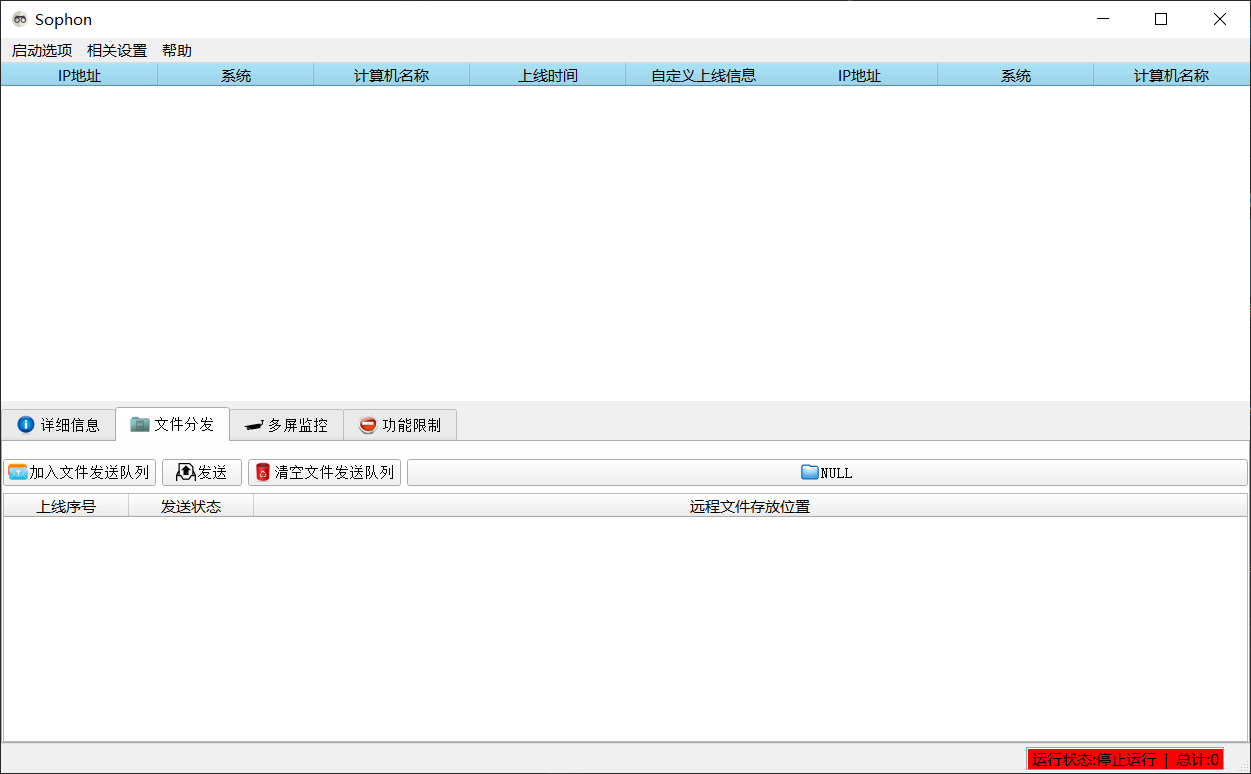 Sophon
启动选项 相关设置 帮助
IP地址 系统 计算机名称 上线时间 自定义上线信息 IP地址 系统 计算机名称
详细信息 文件分发 多屏监控 功能限制
加入文件发送队列 发送 清空文件发送队列 NULL
上线序号 发送状态 远程文件存放位置
运行状态:停止运行 | 总计:0